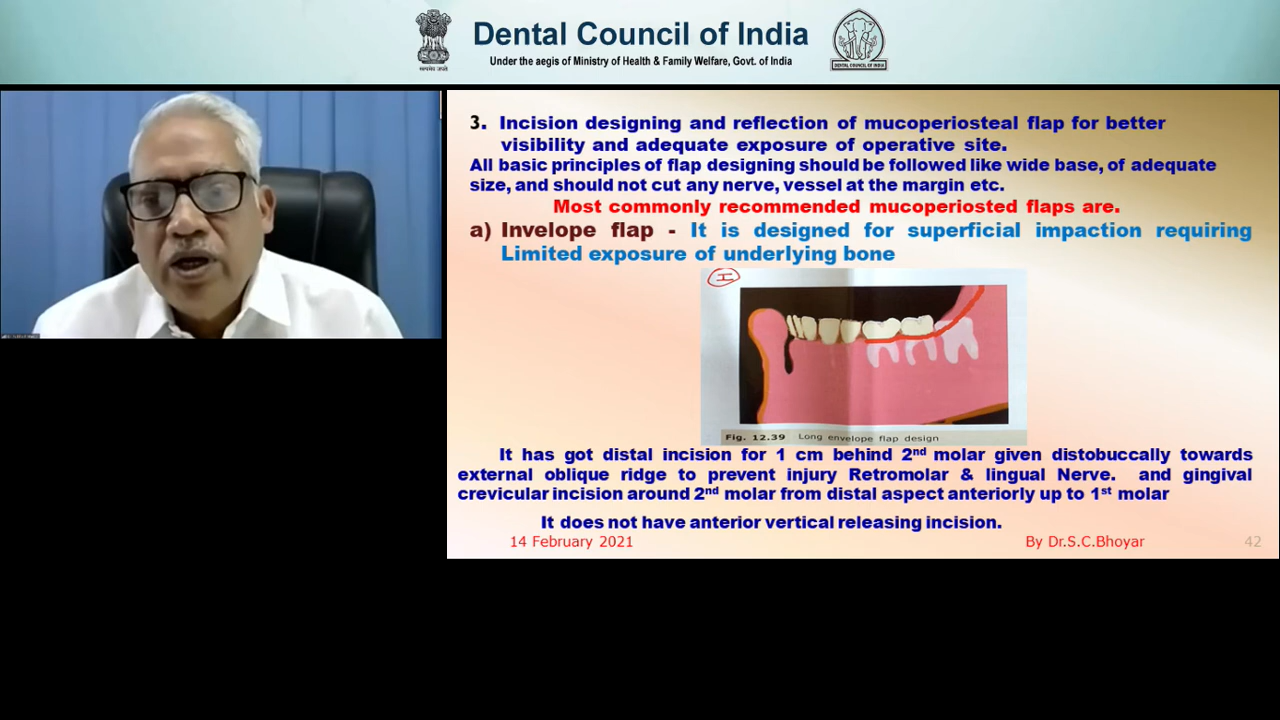 Dental Council of India
Under the aegis of Ministry of Health & Family Welfare, Govt. of India
सत्यमेव जयते
DENTAL COUNCIL OF INDIA
3. Incision designing and reflection of mucoperiosteal flap for better
visibility and adequate exposure of operative site.
All basic principles of flap designing should be followed like wide base, of adequate
size, and should not cut any nerve, vessel at the margin etc.
Most commonly recommended mucoperiosted flaps are.
a) Invelope flap - It is designed for superficial impaction requiring
Limited exposure of underlying bone
I
Fig. 12.39 Long envelope flap design
It has got distal incision for 1 cm behind 2nd molar given distobuccally towards
external oblique ridge to prevent injury Retromolar & lingual Nerve. and gingival
crevicular incision around 2nd molar from distal aspect anteriorly up to 1st molar
It does not have anterior vertical releasing incision.
14 February 2021 By Dr.S.C.Bhoyar 42